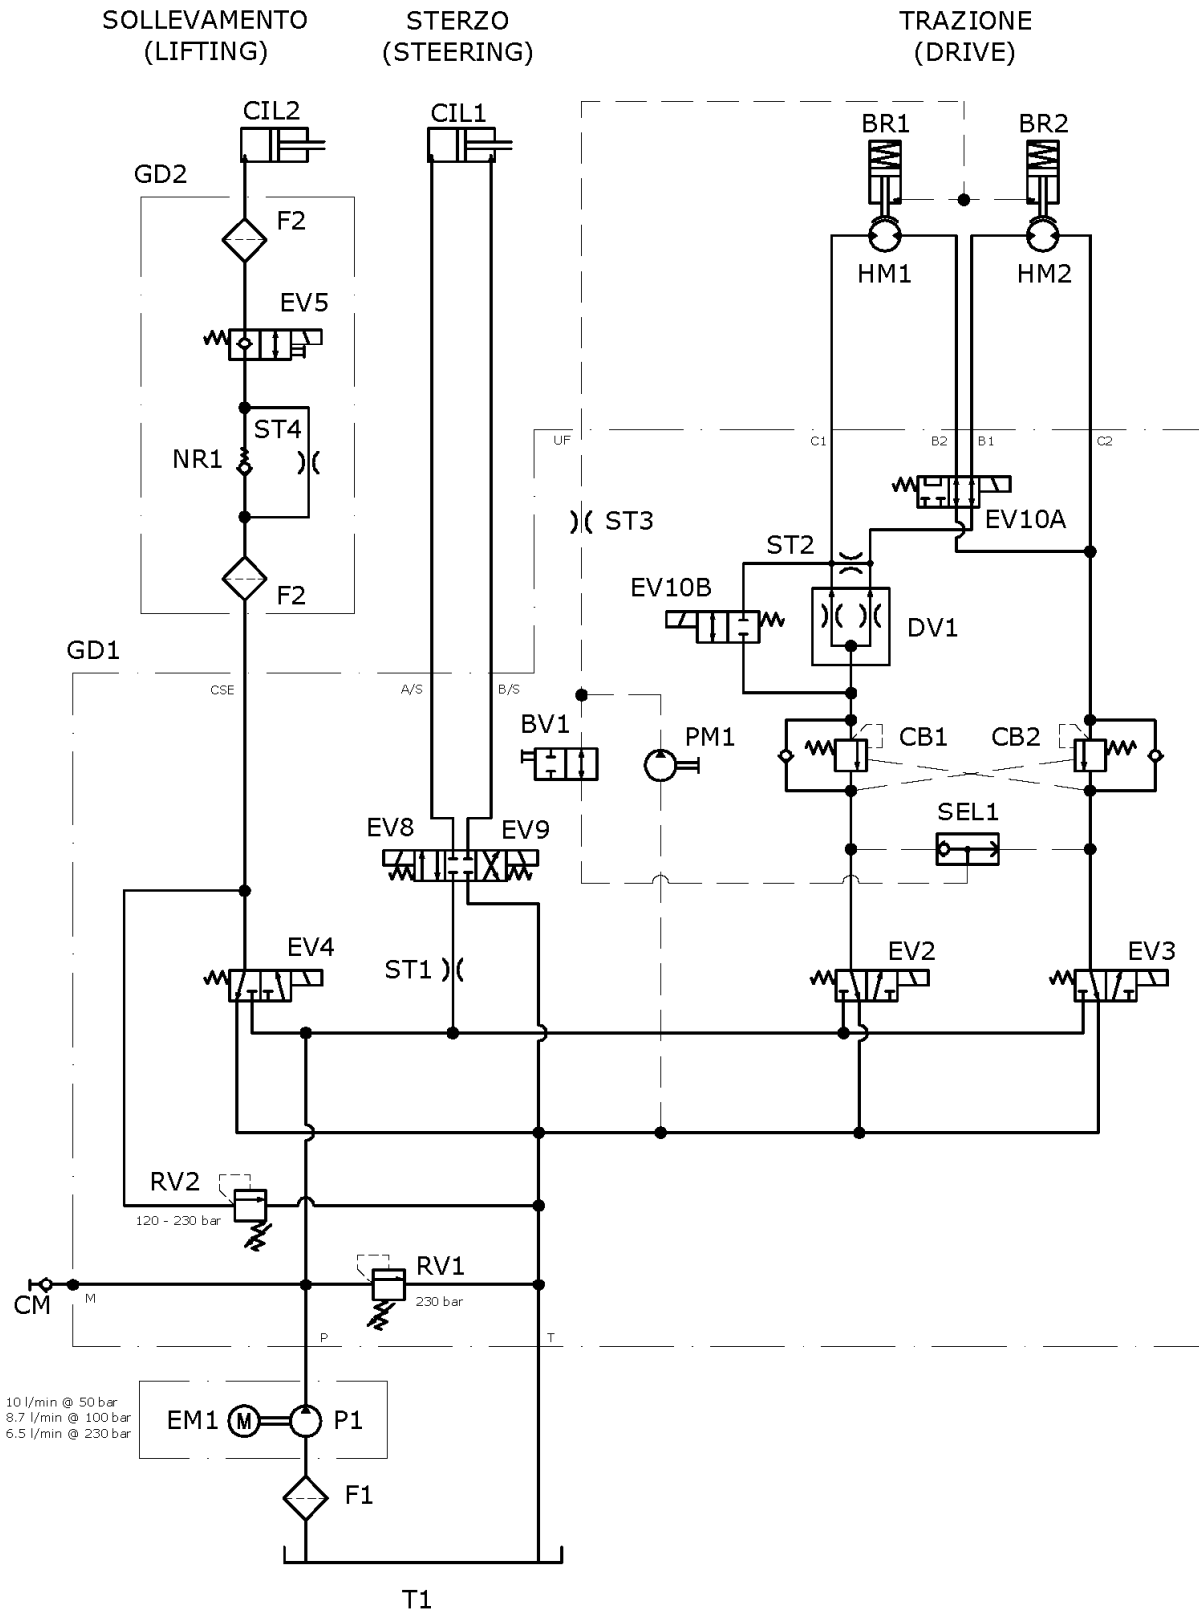 SOLLEVAMENTO
(LIFTING)
STERZO
(STEERING)
TRAZIONE
(DRIVE)
CIL2
CIL1
BR1
BR2
GD2
F2
HM1
HM2
EV5
ST4
NR1
UF
C1
B2
B1
C2
ST3
EV10A
ST2
EV10B
F2
DV1
GD1
CSE
A/S
B/S
BV1
PM1
CB1
CB2
SEL1
EV8
EV9
EV4
ST1
EV2
EV3
RV2
120 - 230 bar
RV1
230 bar
CM
M
P
T
10 l/min @ 50 bar
8.7 l/min @ 100 bar
6.5 l/min @ 230 bar
EM1
M
P1
F1
T1